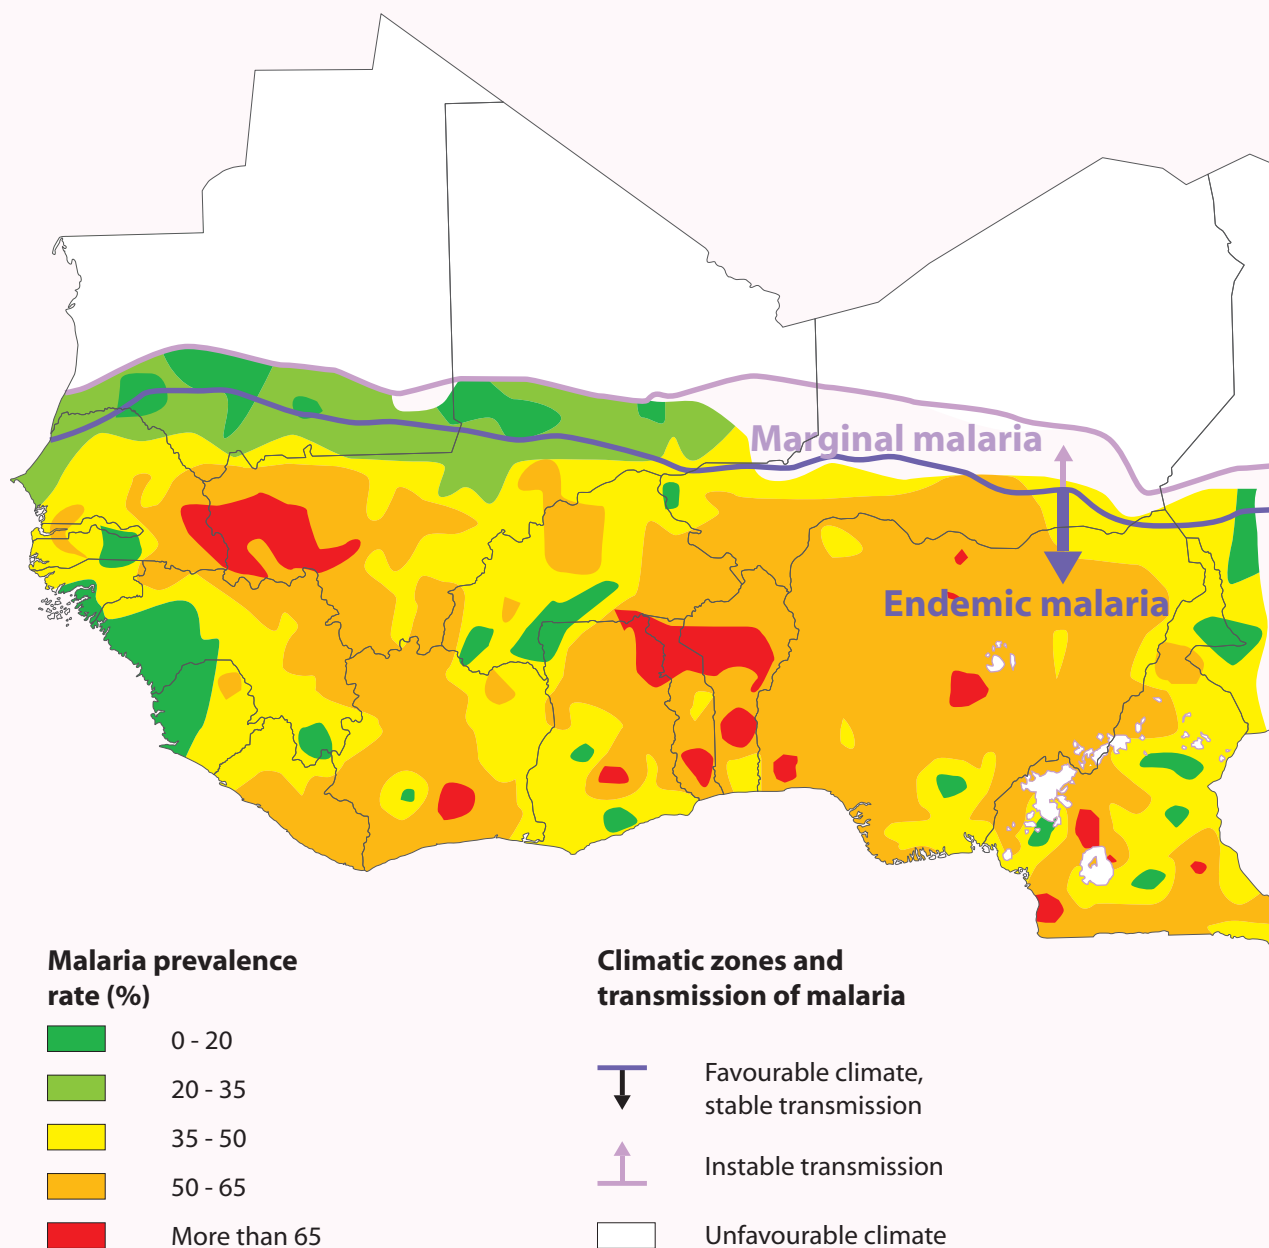 Marginal malaria
Endemic malaria
Malaria prevalence
rate (%)
0 - 20
20 - 35
35 - 50
50 - 65
More than 65
Climatic zones and
transmission of malaria
Favourable climate,
stable transmission
Instable transmission
Unfavourable climate